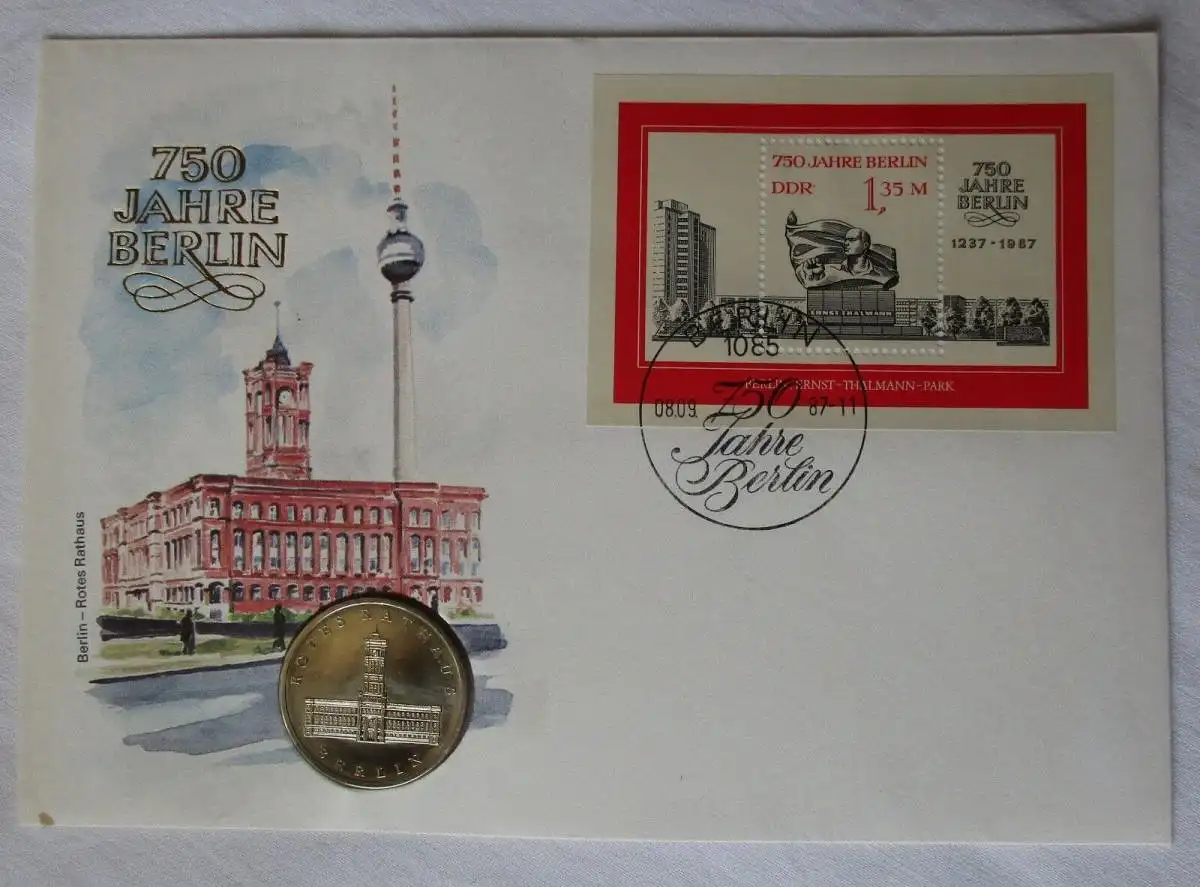 750
JAHRE
BERLIN
Berlin – Rotes Rathaus
ROTES RATHAUS
BERLIN
750 JAHRE BERLIN
DDR 1,35 M
ERNST THÄLMANN
750
JAHRE
BERLIN
1237 - 1987
BERLIN, ERNST-THÄLMANN-PARK
BERLIN
1085
08.09. 87-11
750
Jahre
Berlin